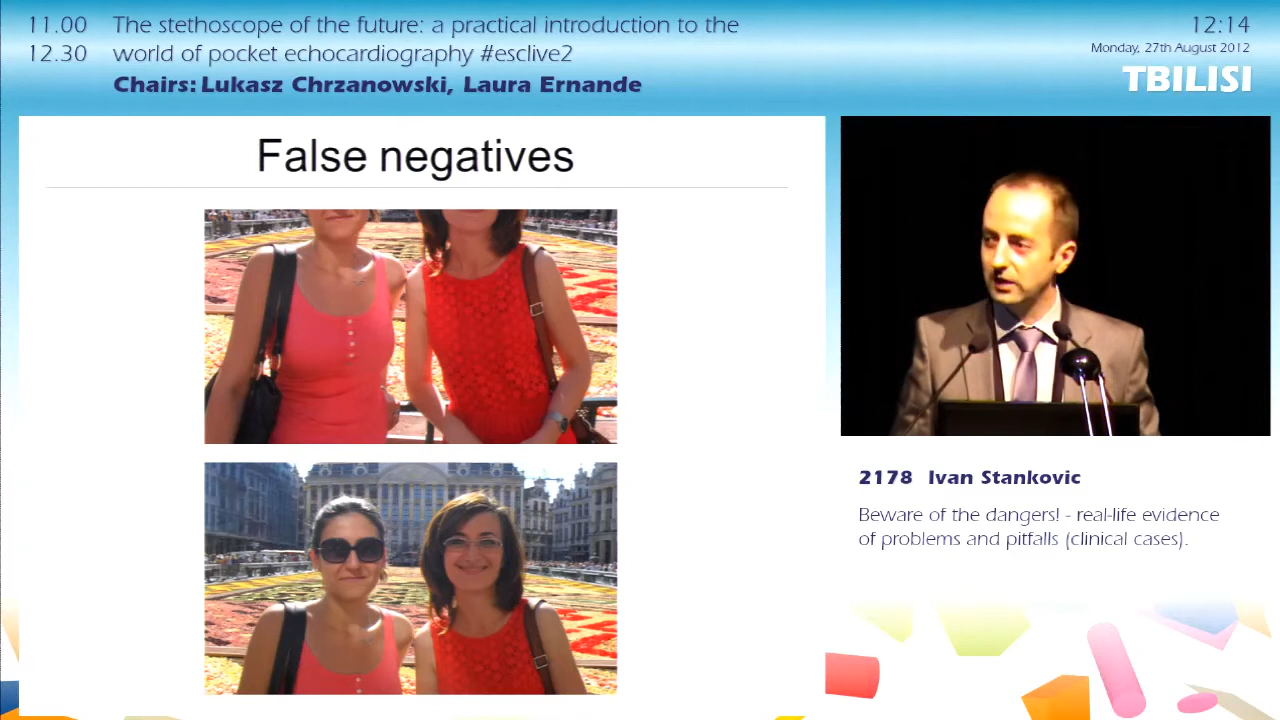 11.00 The stethoscope of the future: a practical introduction to the
12.30 world of pocket echocardiography #esclive2
Chairs: Lukasz Chrzanowski, Laura Ernande
12:14
Monday, 27th August 2012
TBILISI
False negatives
2178 Ivan Stankovic
Beware of the dangers! - real-life evidence
of problems and pitfalls (clinical cases).